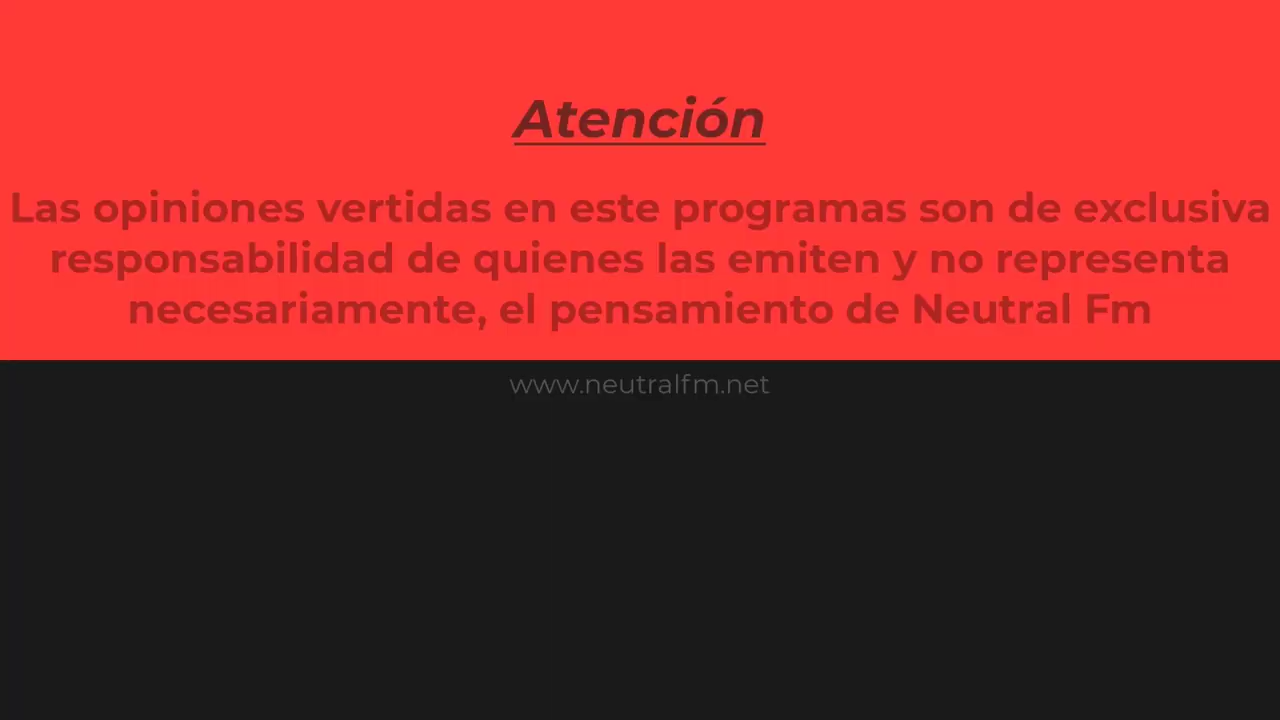 Atención
Las opiniones vertidas en este programas son de exclusiva
responsabilidad de quienes las emiten y no representa
necesariamente, el pensamiento de Neutral Fm
www.neutralfm.net